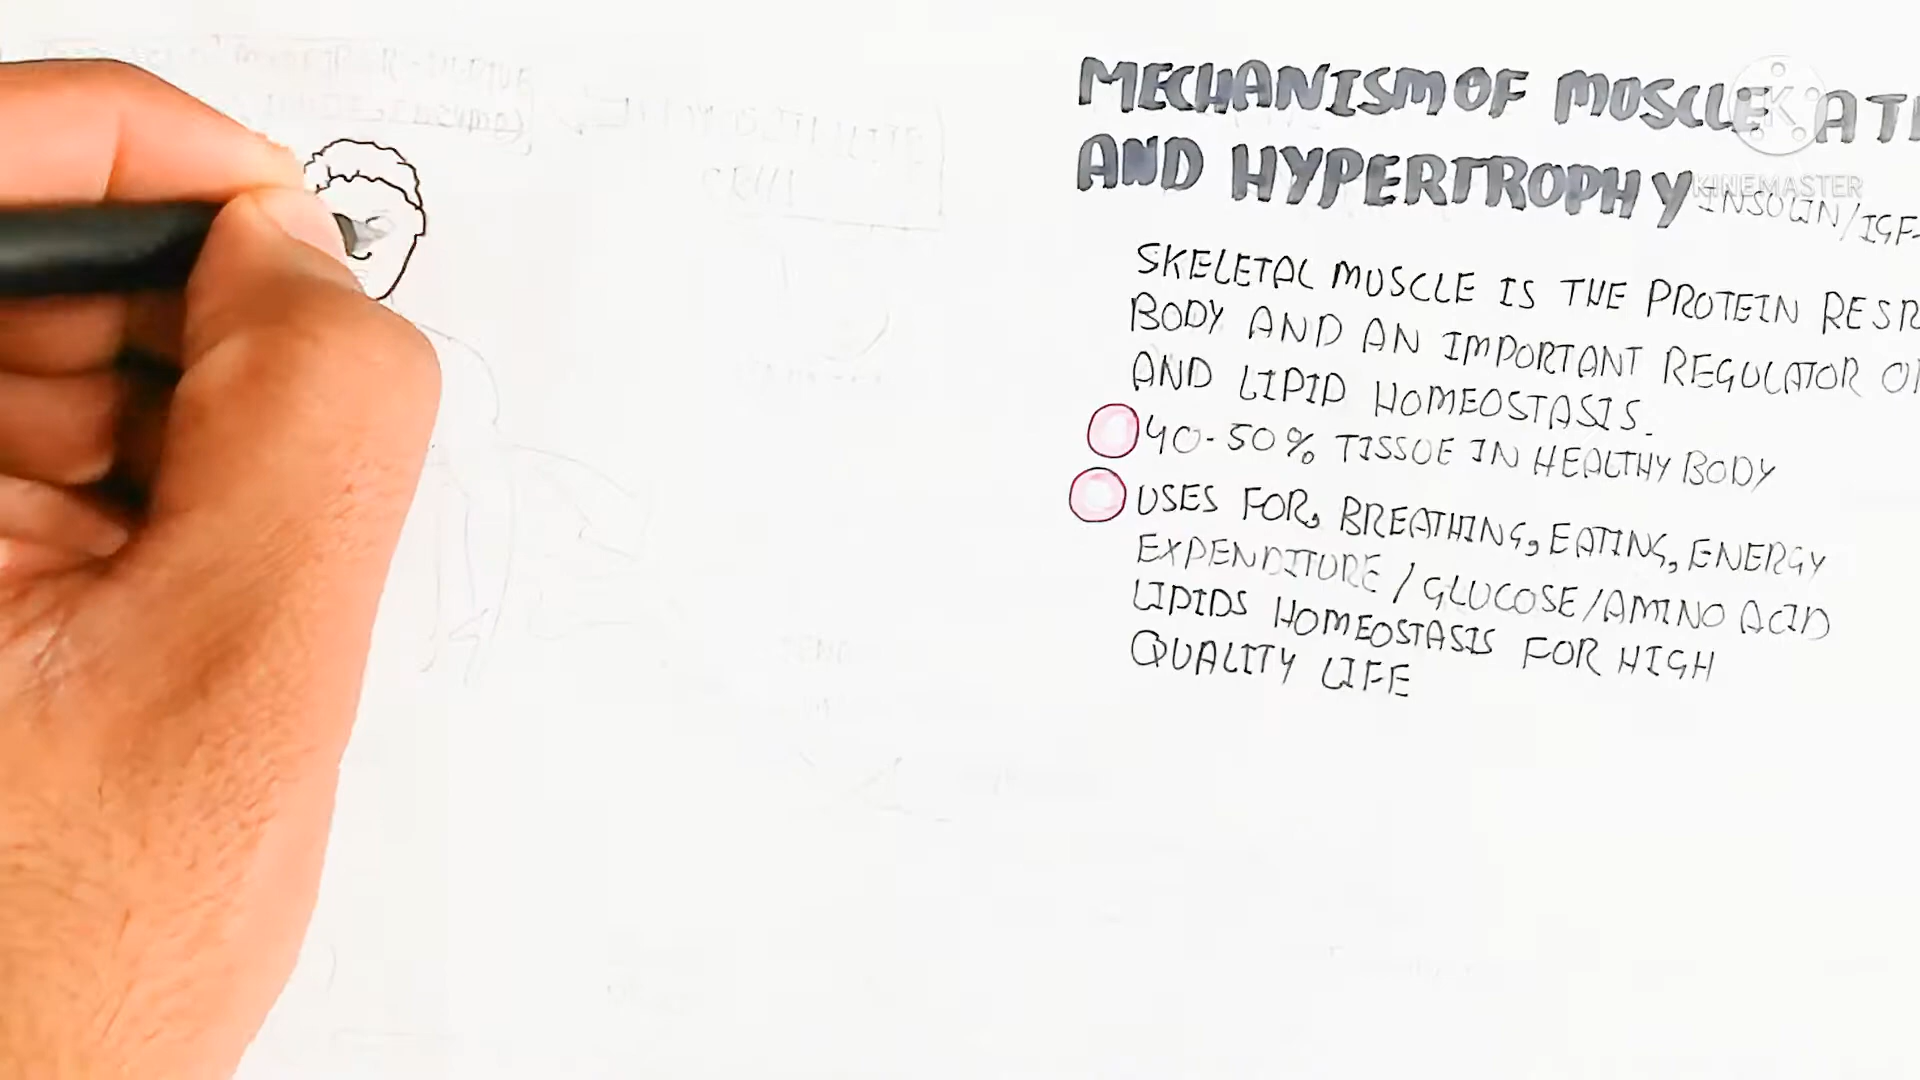 MECHANISM OF MUSCLE AT
AND HYPERTROPHY INSULIN/IGF-
SKELETAL MUSCLE IS THE PROTEIN RESR
BODY AND AN IMPORTANT REGULATOR OF
AND LIPID HOMEOSTASIS.
40-50% TISSUE IN HEALTHY BODY
USES FOR, BREATHING, EATING, ENERGY
EXPENDITURE / GLUCOSE/AMINO ACID
LIPIDS HOMEOSTASIS FOR HIGH
QUALITY LIFE
KINEMASTER